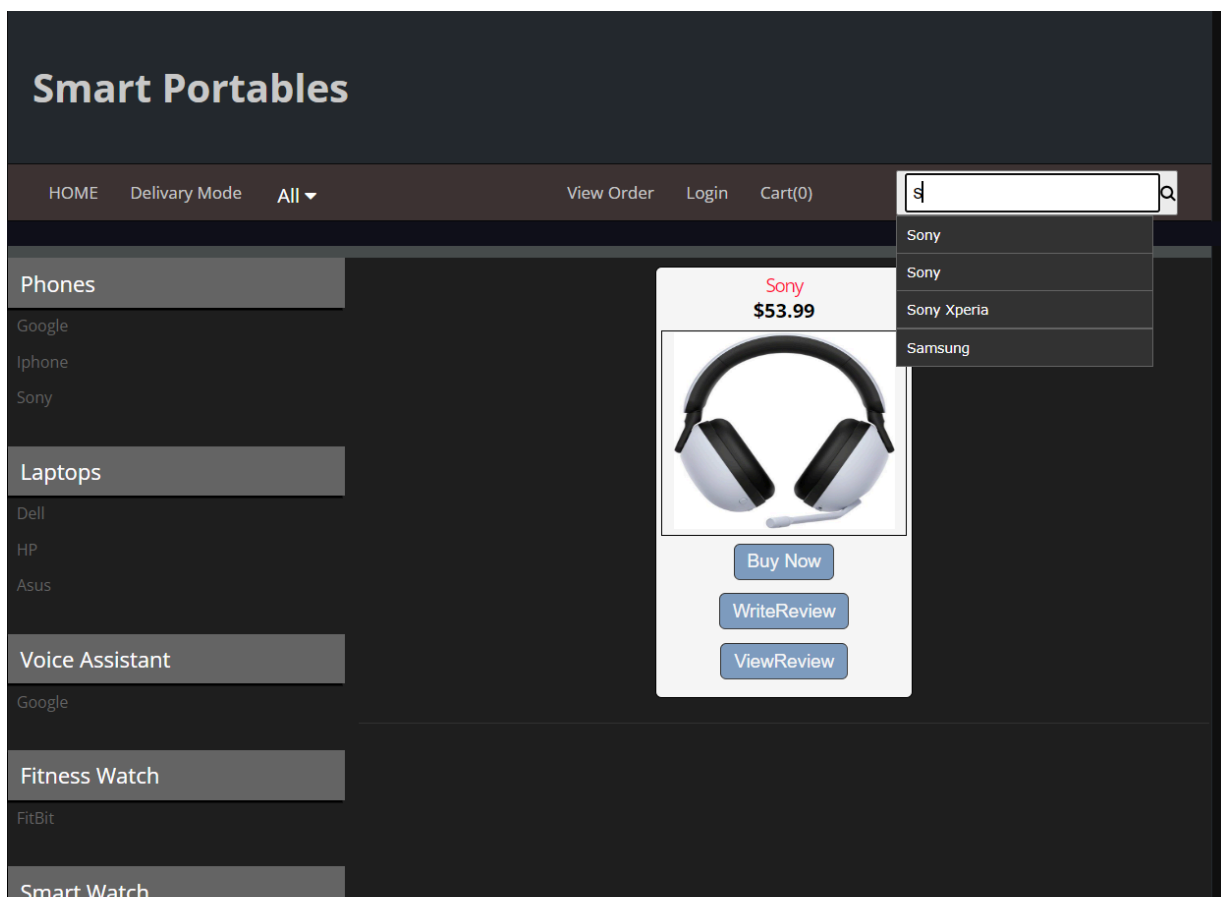 Smart Portables
HOME Delivary Mode All View Order Login Cart(0) s
Sony
Sony
Sony Xperia
Samsung
Phones
Google
Iphone
Sony
Laptops
Dell
HP
Asus
Voice Assistant
Google
Fitness Watch
FitBit
Smart Watch
Sony
$53.99
Buy Now
WriteReview
ViewReview